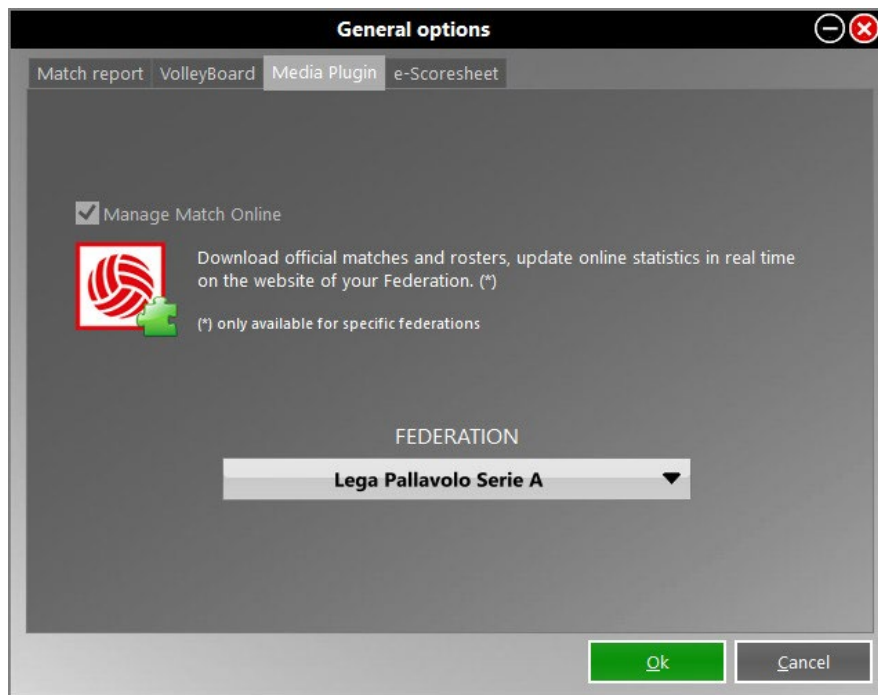 General options
Match report VolleyBoard Media Plugin e-Scoresheet
Manage Match Online
Download official matches and rosters, update online statistics in real time
on the website of your Federation. (*)
(*) only available for specific federations
FEDERATION
Lega Pallavolo Serie A
Ok Cancel